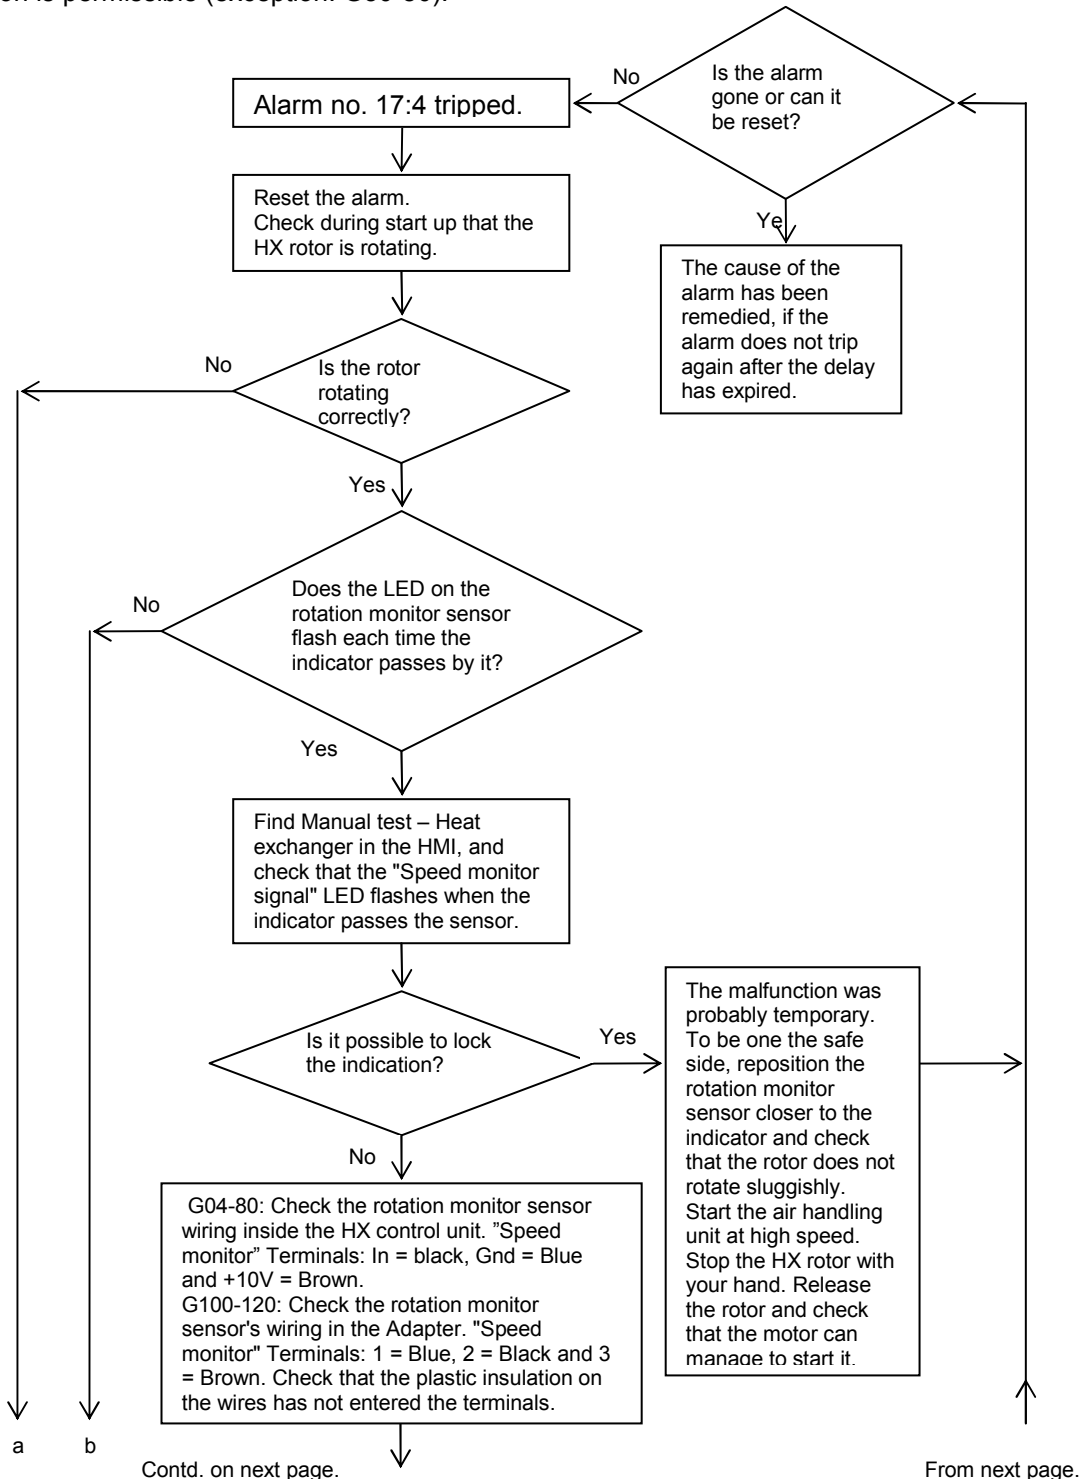 on is permissible (exception: G
Is the alarm
gone or can it
be reset?
No
Alarm no. 17:4 tripped.
Ye
Reset the alarm.
Check during start up that the
HX rotor is rotating.
The cause of the
alarm has been
remedied, if the
alarm does not trip
again after the delay
has expired.
No
Is the rotor
rotating
correctly?
Yes
Does the LED on the
rotation monitor sensor
flash each time the
indicator passes by it?
No
Yes
Find Manual test – Heat
exchanger in the HMI, and
check that the "Speed monitor
signal" LED flashes when the
indicator passes the sensor.
Is it possible to lock
the indication?
Yes
The malfunction was
probably temporary.
To be one the safe
side, reposition the
rotation monitor
sensor closer to the
indicator and check
that the rotor does not
rotate sluggishly.
Start the air handling
unit at high speed.
Stop the HX rotor with
your hand. Release
the rotor and check
that the motor can
manage to start it.
No
G04-80: Check the rotation monitor sensor
wiring inside the HX control unit. ”Speed
monitor” Terminals: In = black, Gnd = Blue
and +10V = Brown.
G100-120: Check the rotation monitor
sensor's wiring in the Adapter. "Speed
monitor" Terminals: 1 = Blue, 2 = Black and 3
= Brown. Check that the plastic insulation on
the wires has not entered the terminals.
a
b
Contd. on next page.
From next page.